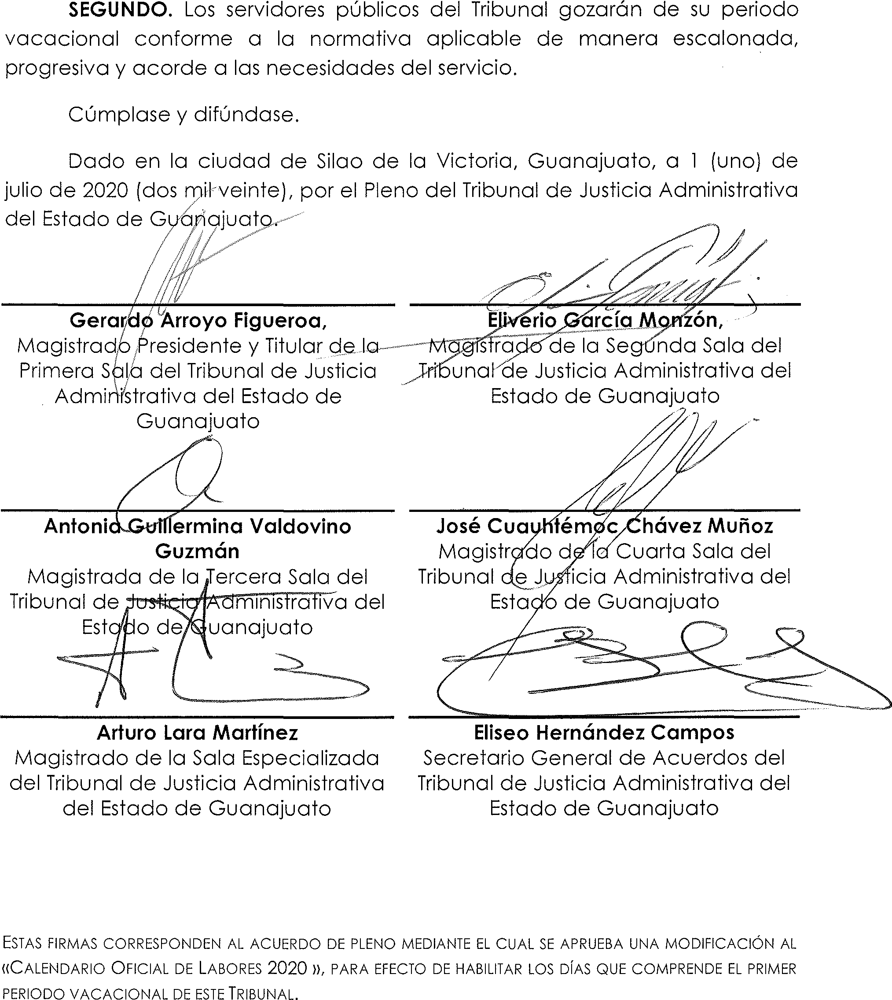 SEGUNDO. Los servidores públicos del Tribunal gozarán de su periodo
vacacional conforme a la normativa aplicable de manera escalonada,
progresiva y acorde a las necesidades del servicio.
Cúmplase y difúndase.
Dado en la ciudad de Silao de la Victoria, Guanajuato, a 1 (uno) de
julio de 2020 (dos mil veinte), por el Pleno del Tribunal de Justicia Administrativa
del Estado de Guanajuato.
Gerardo Arroyo Figueroa,
Magistrado Presidente y Titular de la
Primera Sala del Tribunal de Justicia
Administrativa del Estado de
Guanajuato
Eliverio García Monzón,
Magistrado de la Segunda Sala del
Tribunal de Justicia Administrativa del
Estado de Guanajuato
Antonia Guillermina Valdovino
Guzmán
Magistrada de la Tercera Sala del
Tribunal de Justicia Administrativa del
Estado de Guanajuato
José Cuauhtémoc Chávez Muñoz
Magistrado de la Cuarta Sala del
Tribunal de Justicia Administrativa del
Estado de Guanajuato
Arturo Lara Martínez
Magistrado de la Sala Especializada
del Tribunal de Justicia Administrativa
del Estado de Guanajuato
Eliseo Hernández Campos
Secretario General de Acuerdos del
Tribunal de Justicia Administrativa del
Estado de Guanajuato
ESTAS FIRMAS CORRESPONDEN AL ACUERDO DE PLENO MEDIANTE EL CUAL SE APRUEBA UNA MODIFICACIÓN AL
«CALENDARIO OFICIAL DE LABORES 2020 », PARA EFECTO DE HABILITAR LOS DÍAS QUE COMPRENDE EL PRIMER
PERIODO VACACIONAL DE ESTE TRIBUNAL.